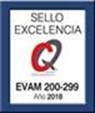 SELLO
EXCELENCIA
EVAM 200-299
Año 2018